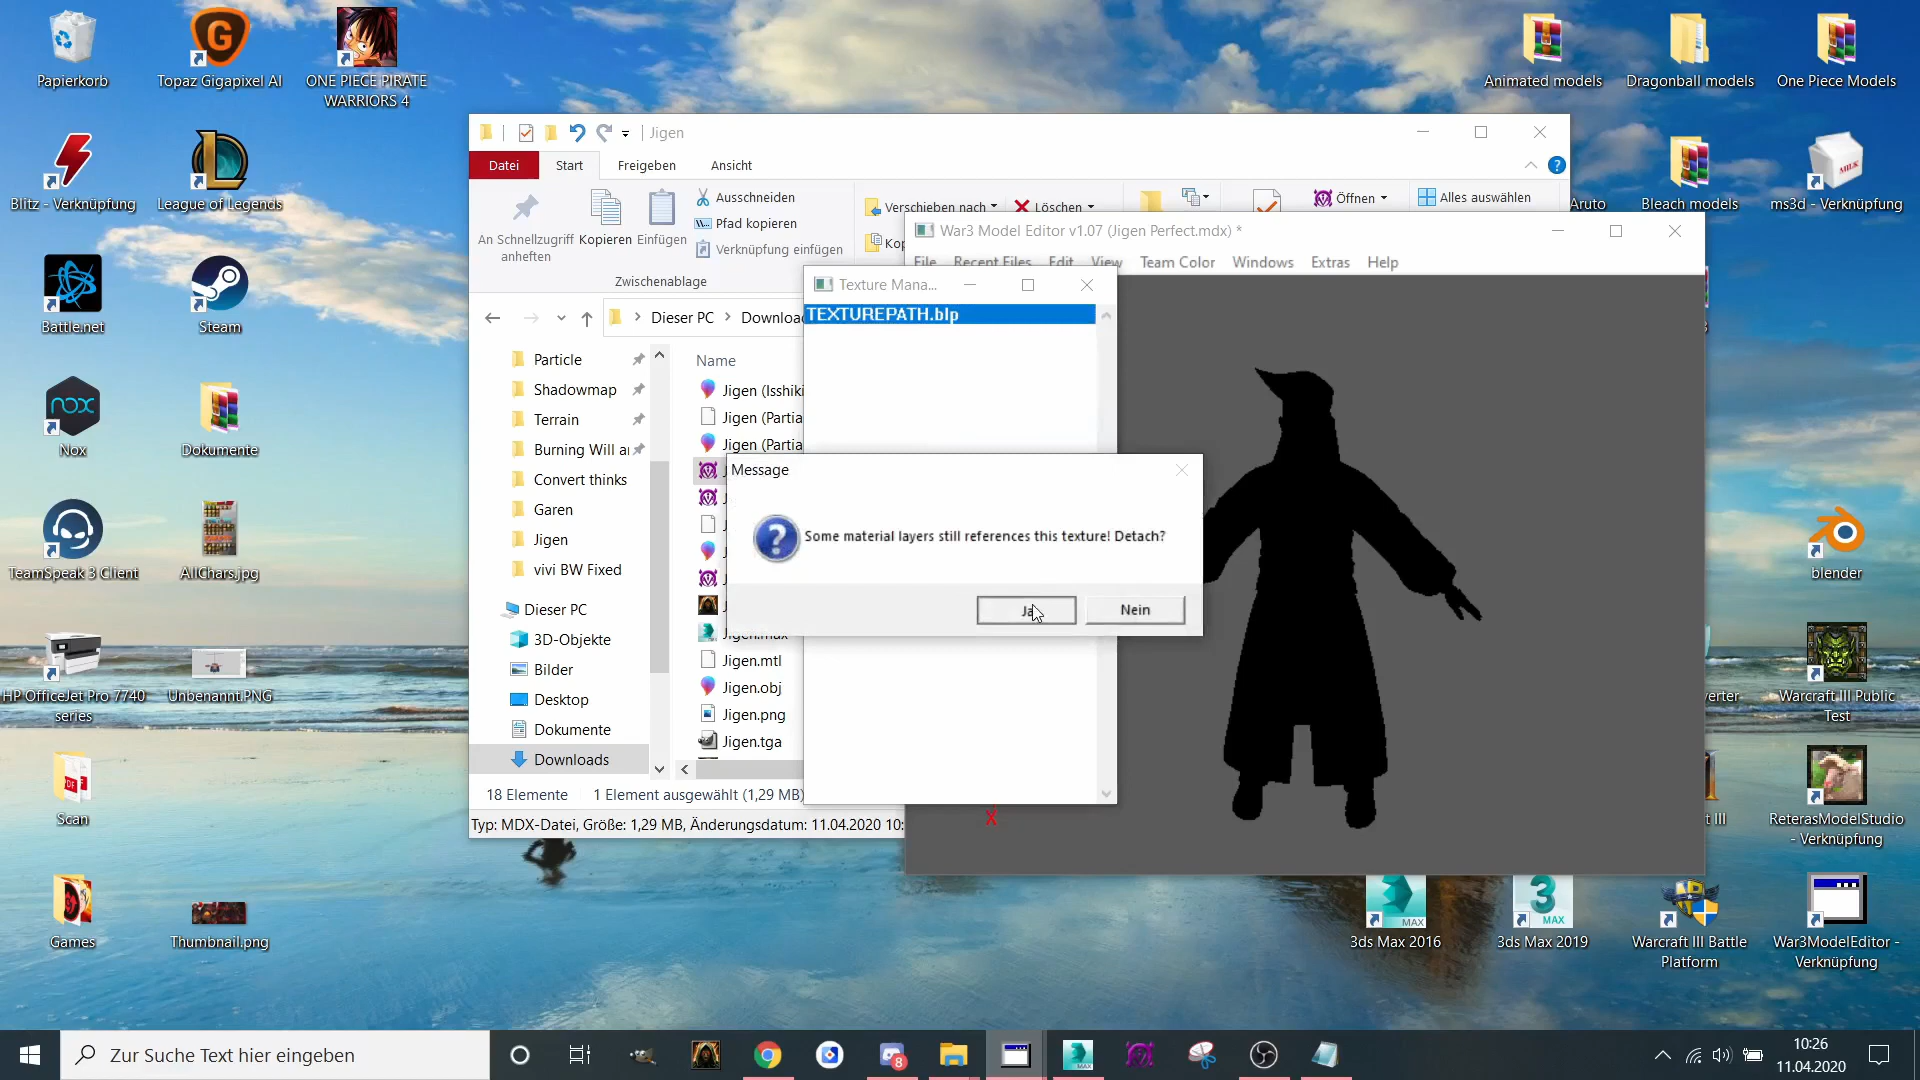 Papierkorb
Topaz Gigapixel AI
ONE PIECE PIRATE
WARRIORS 4
Blitz - Verknüpfung
League of Legends
Battle.net
Steam
nox
Nox
Dokumente
TeamSpeak 3 Client
AllChars.jpg
HP OfficeJet Pro 7740
series
Unbenannt.PNG
PDF
Scan
Games
Thumbnail.png
Animated models
Dragonball models
One Piece Models
Aruto
Bleach models
MILK
ms3d - Verknüpfung
blender
Warcraft III Public
Test
ReterasModelStudio
- Verknüpfung
MAX
3ds Max 2016
MAX
3ds Max 2019
Warcraft III Battle
Platform
War3ModelEditor -
Verknüpfung
Jigen
Datei
Start
Freigeben
Ansicht
An Schnellzugriff
anheften
Kopieren
Einfügen
Ausschneiden
Pfad kopieren
Verknüpfung einfügen
Zwischenablage
Verschieben nach
Löschen
Öffnen
Alles auswählen
Dieser PC
Particle
Shadowmap
Terrain
Convert thinks
Garen
Jigen
vivi BW Fixed
Dieser PC
3D-Objekte
Bilder
Desktop
Dokumente
Downloads
Name
Jigen (Isshiki
Jigen (Partia
Jigen (Partia
Jigen.max
Jigen.mtl
Jigen.obj
Jigen.png
Jigen.tga
18 Elemente
1 Element ausgewählt (1,29 MB)
Typ: MDX-Datei, Größe: 1,29 MB, Änderungsdatum: 11.04.2020 10:
War3 Model Editor v1.07 (Jigen Perfect.mdx) *
File
Recent Files
Edit
View
Team Color
Windows
Extras
Help
X
Texture Mana...
TEXTUREPATH.blp
Message
Some material layers still references this texture! Detach?
Ja
Nein
Zur Suche Text hier eingeben
8
10:26
11.04.2020